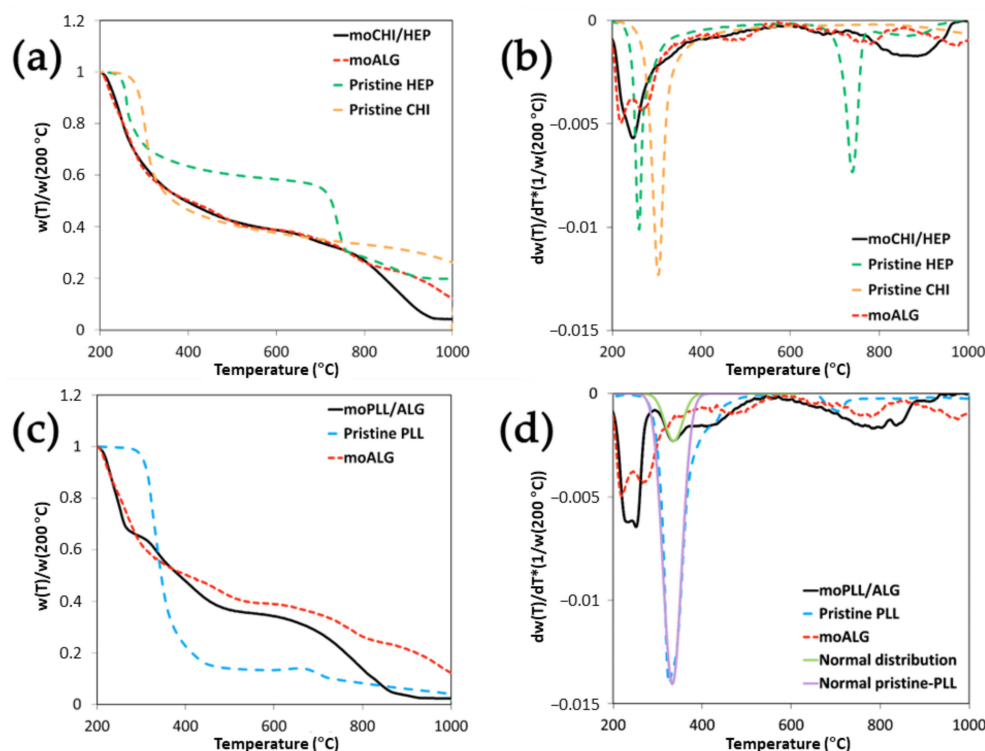 (a)
w(T)/w(200 °C)
1.2
1
0.8
0.6
0.4
0.2
0
moCHI/HEP
moALG
Pristine HEP
Pristine CHI
200 400 600 800 1000
Temperature (°C)
(b)
dw(T)/dT*(1/w(200 °C))
0
−0.005
−0.01
−0.015
moCHI/HEP
Pristine HEP
Pristine CHI
moALG
200 400 600 800 1000
Temperature (°C)
(c)
w(T)/w(200 °C)
1.2
1
0.8
0.6
0.4
0.2
0
moPLL/ALG
Pristine PLL
moALG
200 400 600 800 1000
Temperature (°C)
(d)
dw(T)/dT*(1/w(200 °C))
0
−0.005
−0.01
−0.015
moPLL/ALG
Pristine PLL
moALG
Normal distribution
Normal pristine-PLL
200 400 600 800 1000
Temperature (°C)